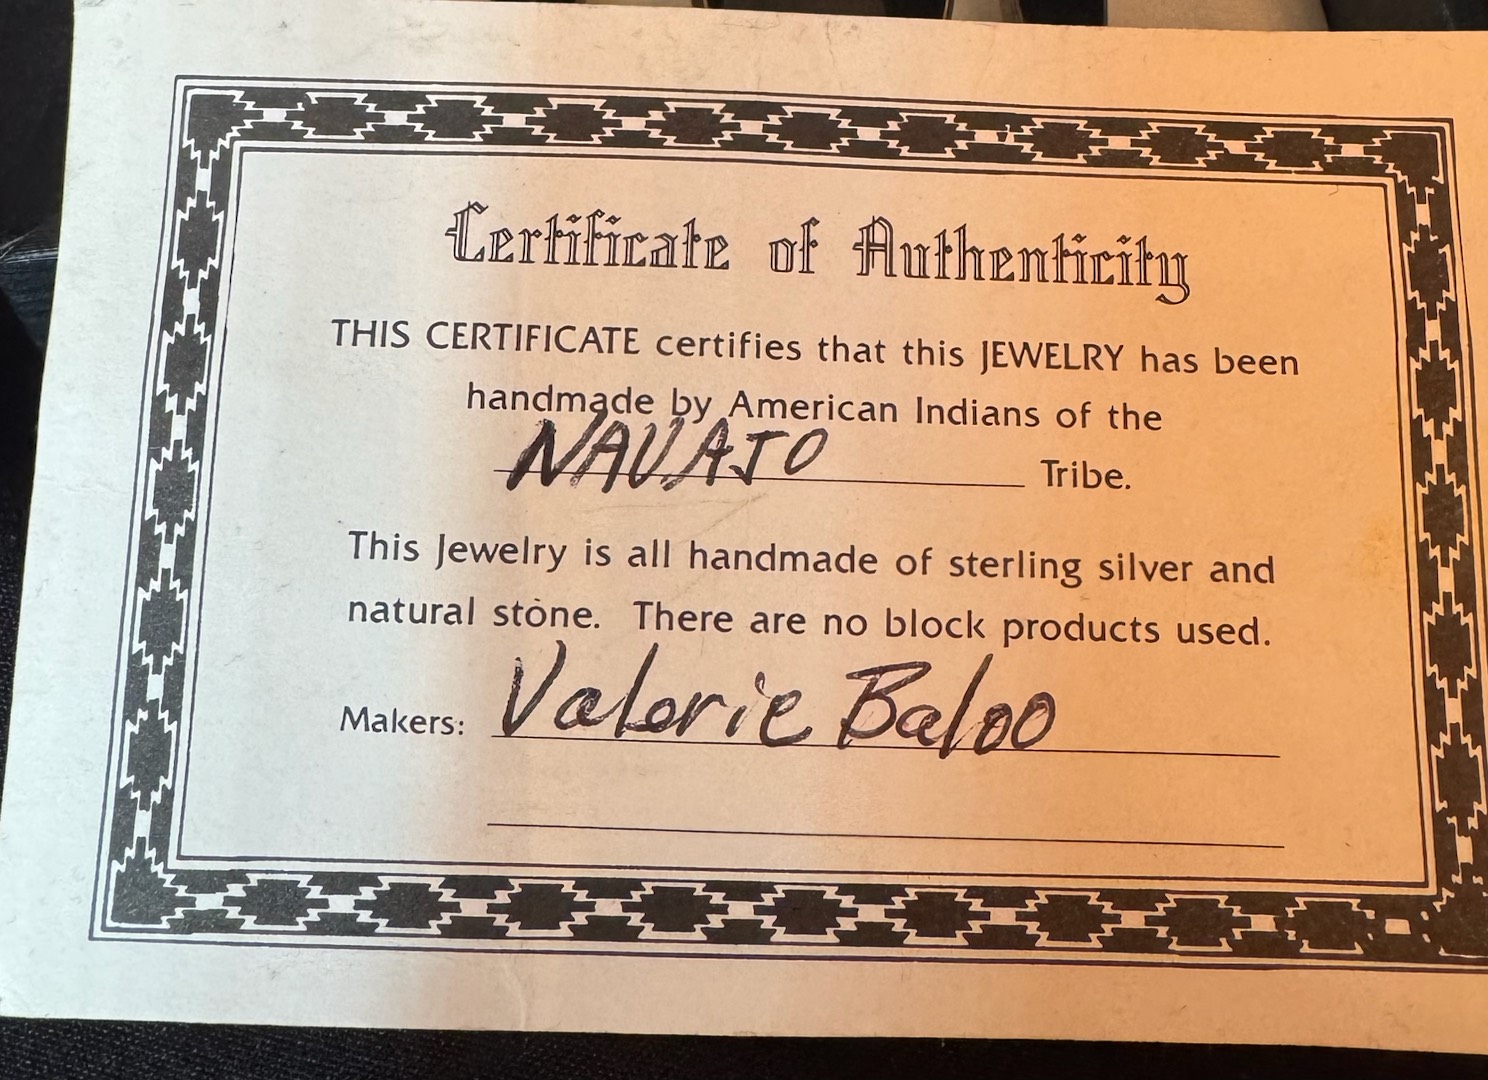 Certificate of Authenticity
THIS CERTIFICATE certifies that this JEWELRY has been
handmade by American Indians of the
NAVAJO Tribe.
This Jewelry is all handmade of sterling silver and
natural stone. There are no block products used.
Makers: Valerie Baloo